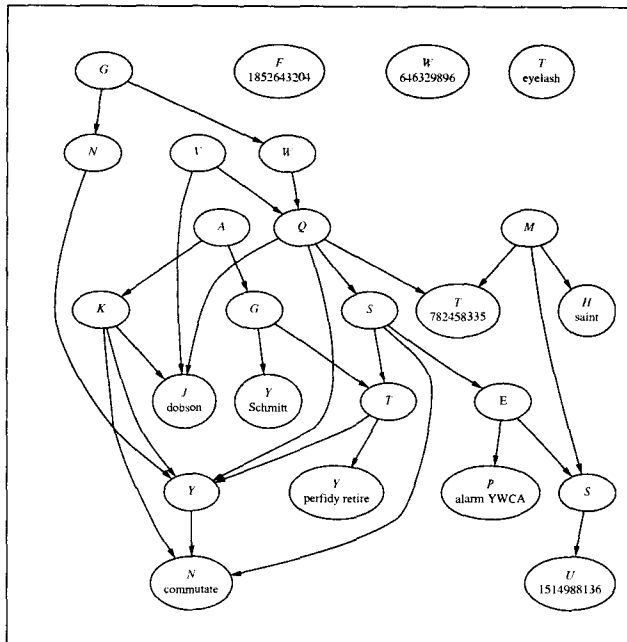 G
F
1852643204
W
646329896
T
eyelash
N
V
W
A
Q
M
K
G
S
T
782458335
H
saint
J
dobson
Y
Schmitt
T
E
Y
Y
perfidy retire
P
alarm YWCA
S
N
commutate
U
1514988136